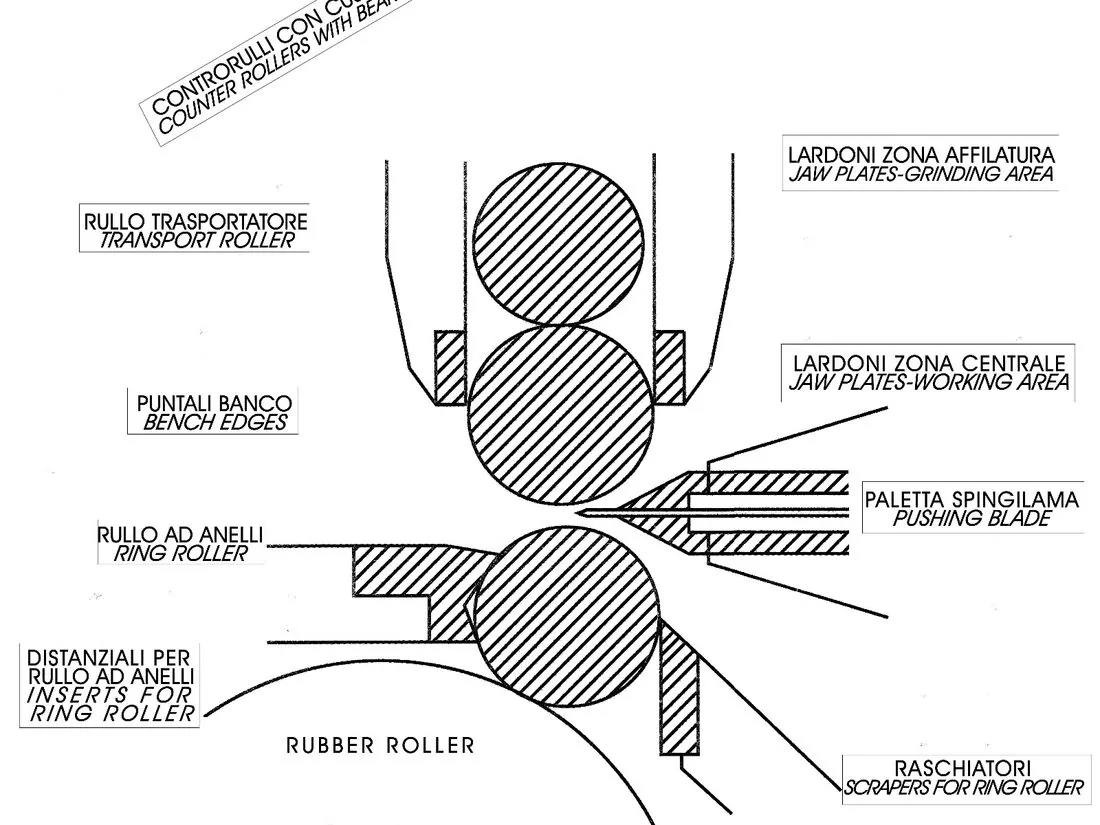 CONTRORULLI CON
COUNTER ROLLERS WITH
LARDONI ZONA AFFILATURA
JAW PLATES-GRINDING AREA
RULLO TRASPORTATORE
TRANSPORT ROLLER
LARDONI ZONA CENTRALE
JAW PLATES-WORKING AREA
PUNTALI BANCO
BENCH EDGES
PALETTA SPINGILAMA
PUSHING BLADE
RULLO AD ANELLI
RING ROLLER
DISTANZIALI PER
RULLO AD ANELLI
INSERTS FOR
RING ROLLER
RUBBER ROLLER
RASCHIATORI
SCRAPERS FOR RING ROLLER